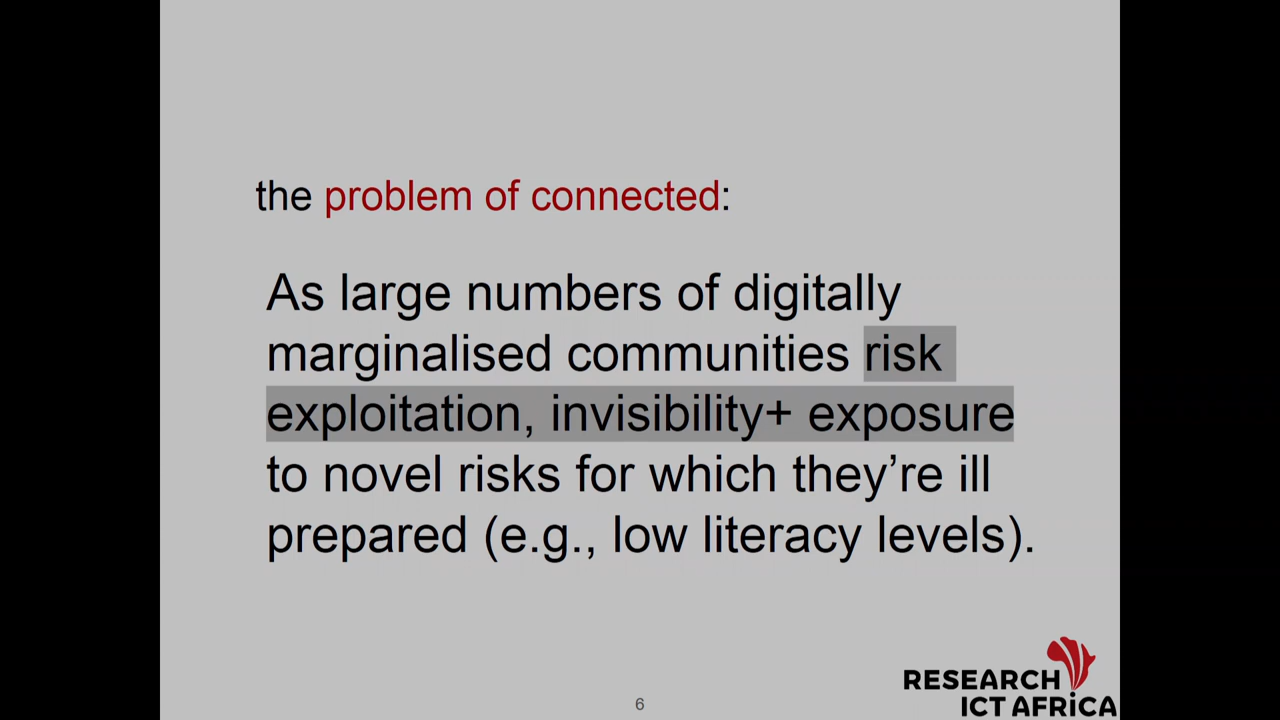 the problem of connected:
As large numbers of digitally
marginalised communities risk
exploitation, invisibility+ exposure
to novel risks for which they’re ill
prepared (e.g., low literacy levels).
6
RESEARCH
ICT AFRiCA